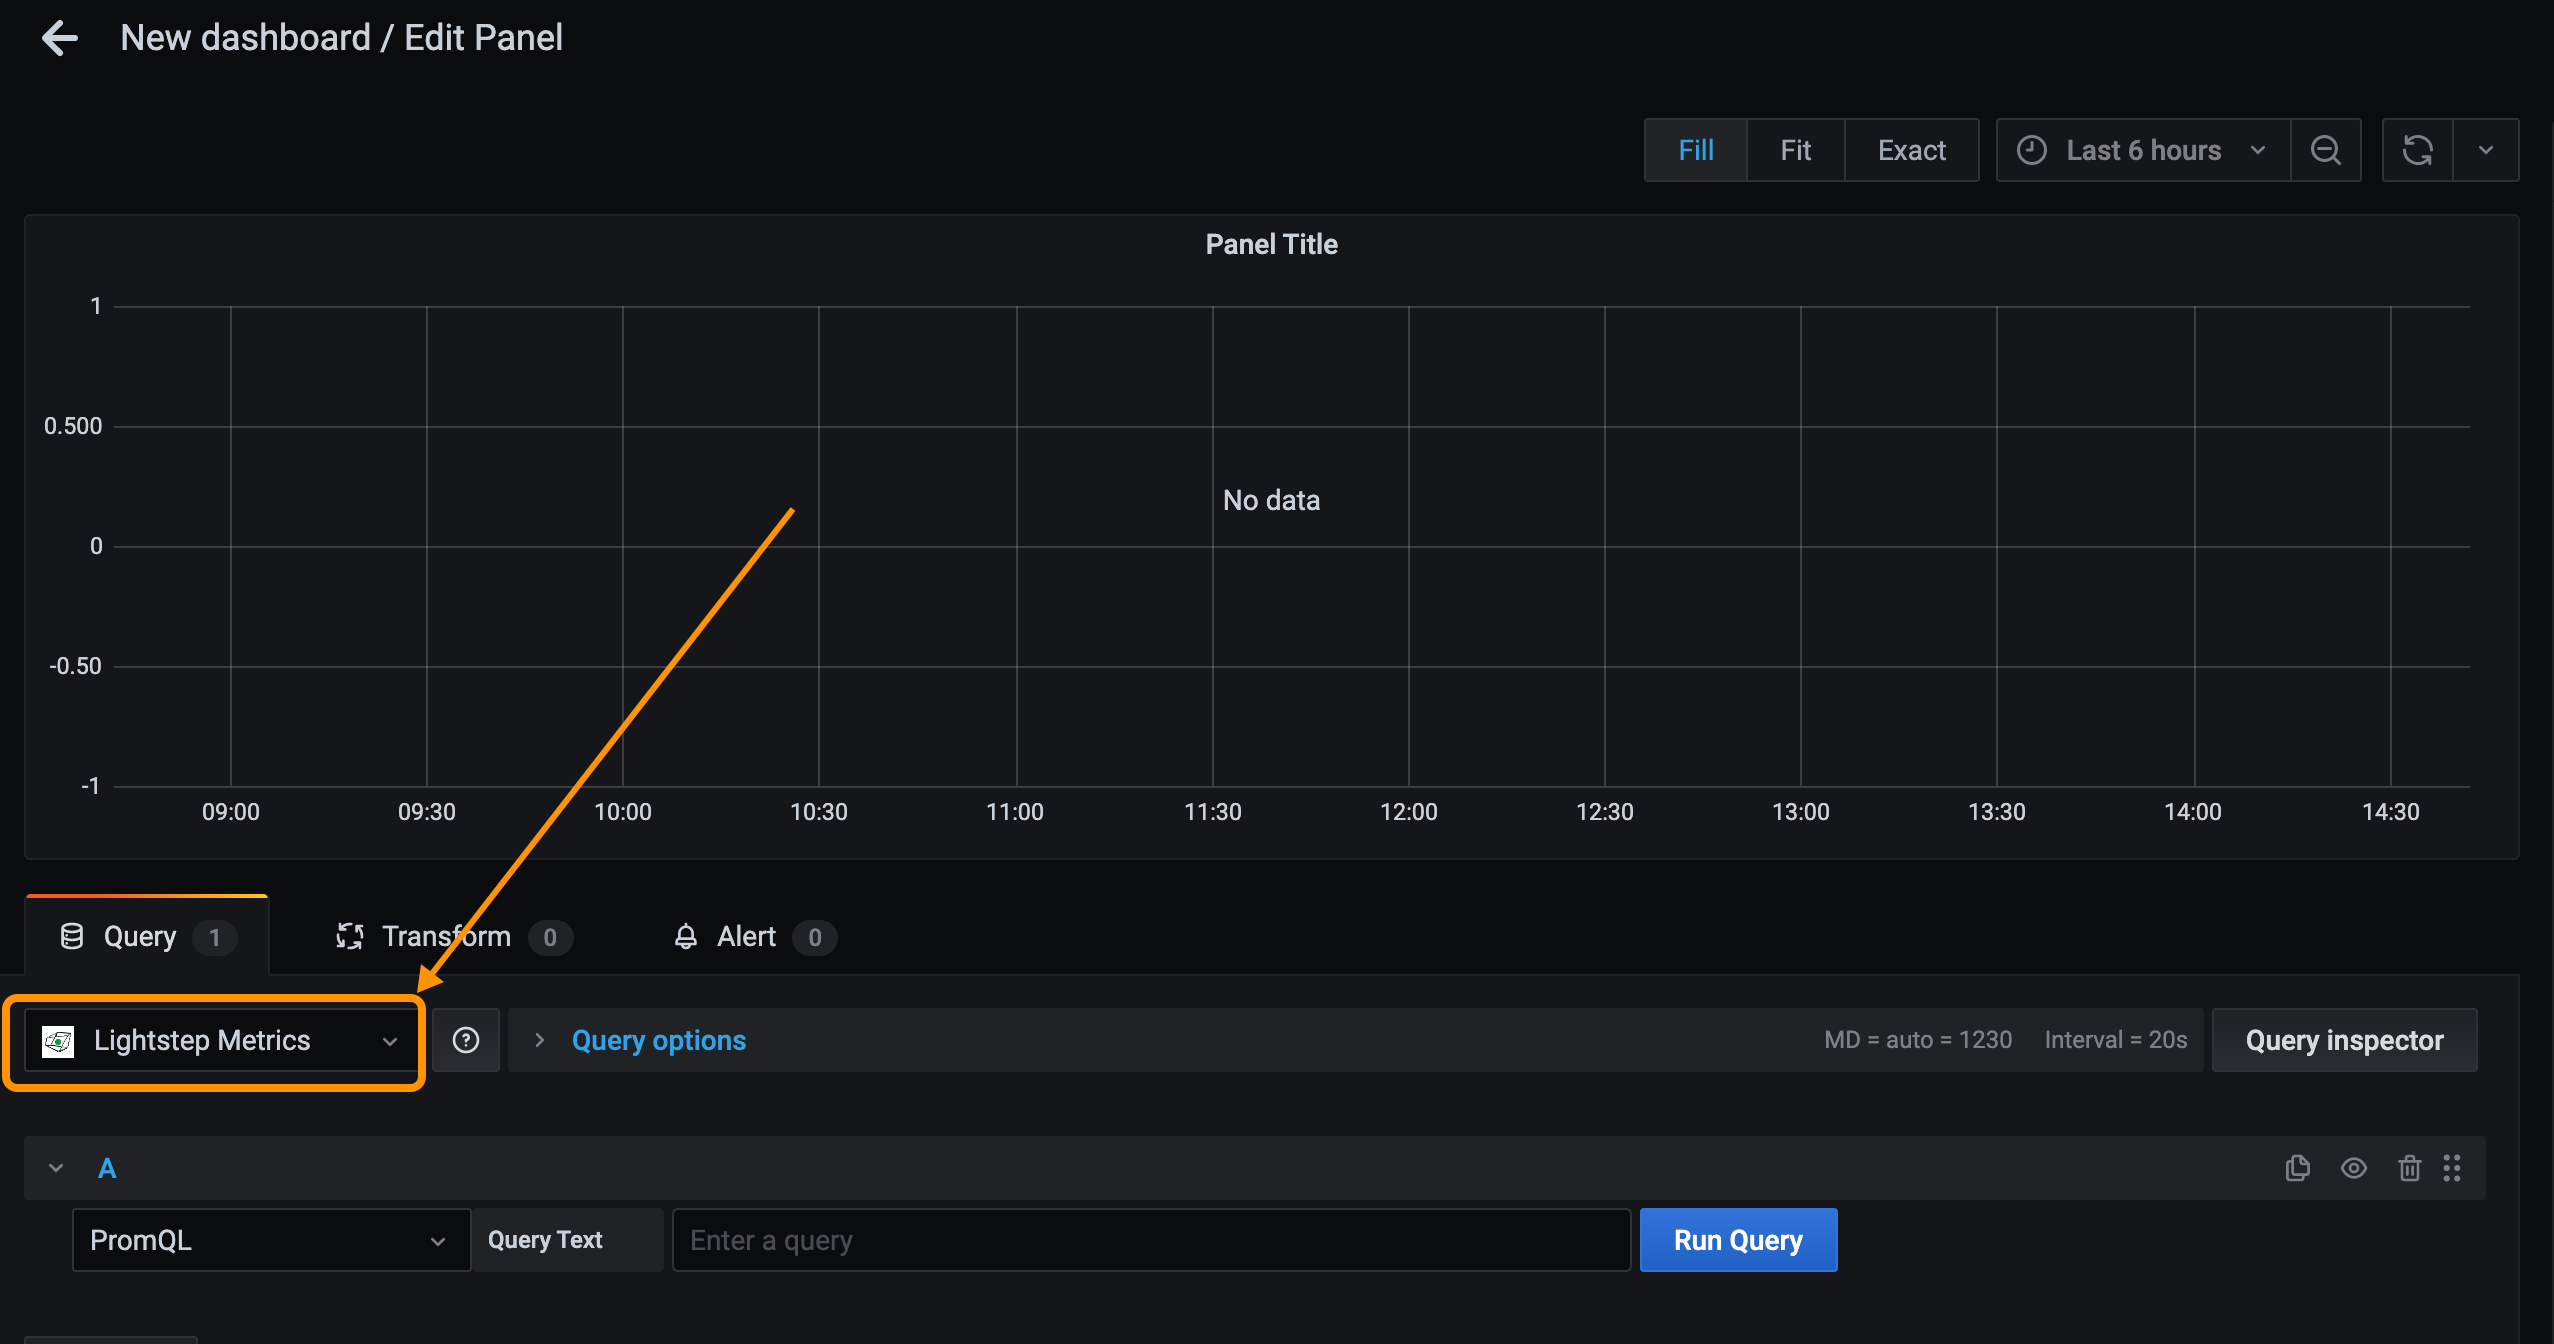 New dashboard / Edit Panel
Fill Fit Exact Last 6 hours
Panel Title
1
0.500
No data
0
-0.50
-1
09:00 09:30 10:00 10:30 11:00 11:30 12:00 12:30 13:00 13:30 14:00 14:30
Query 1 Transform 0 Alert 0
Lightstep Metrics ? Query options MD = auto = 1230 Interval = 20s Query inspector
A
PromQL Query Text Enter a query Run Query